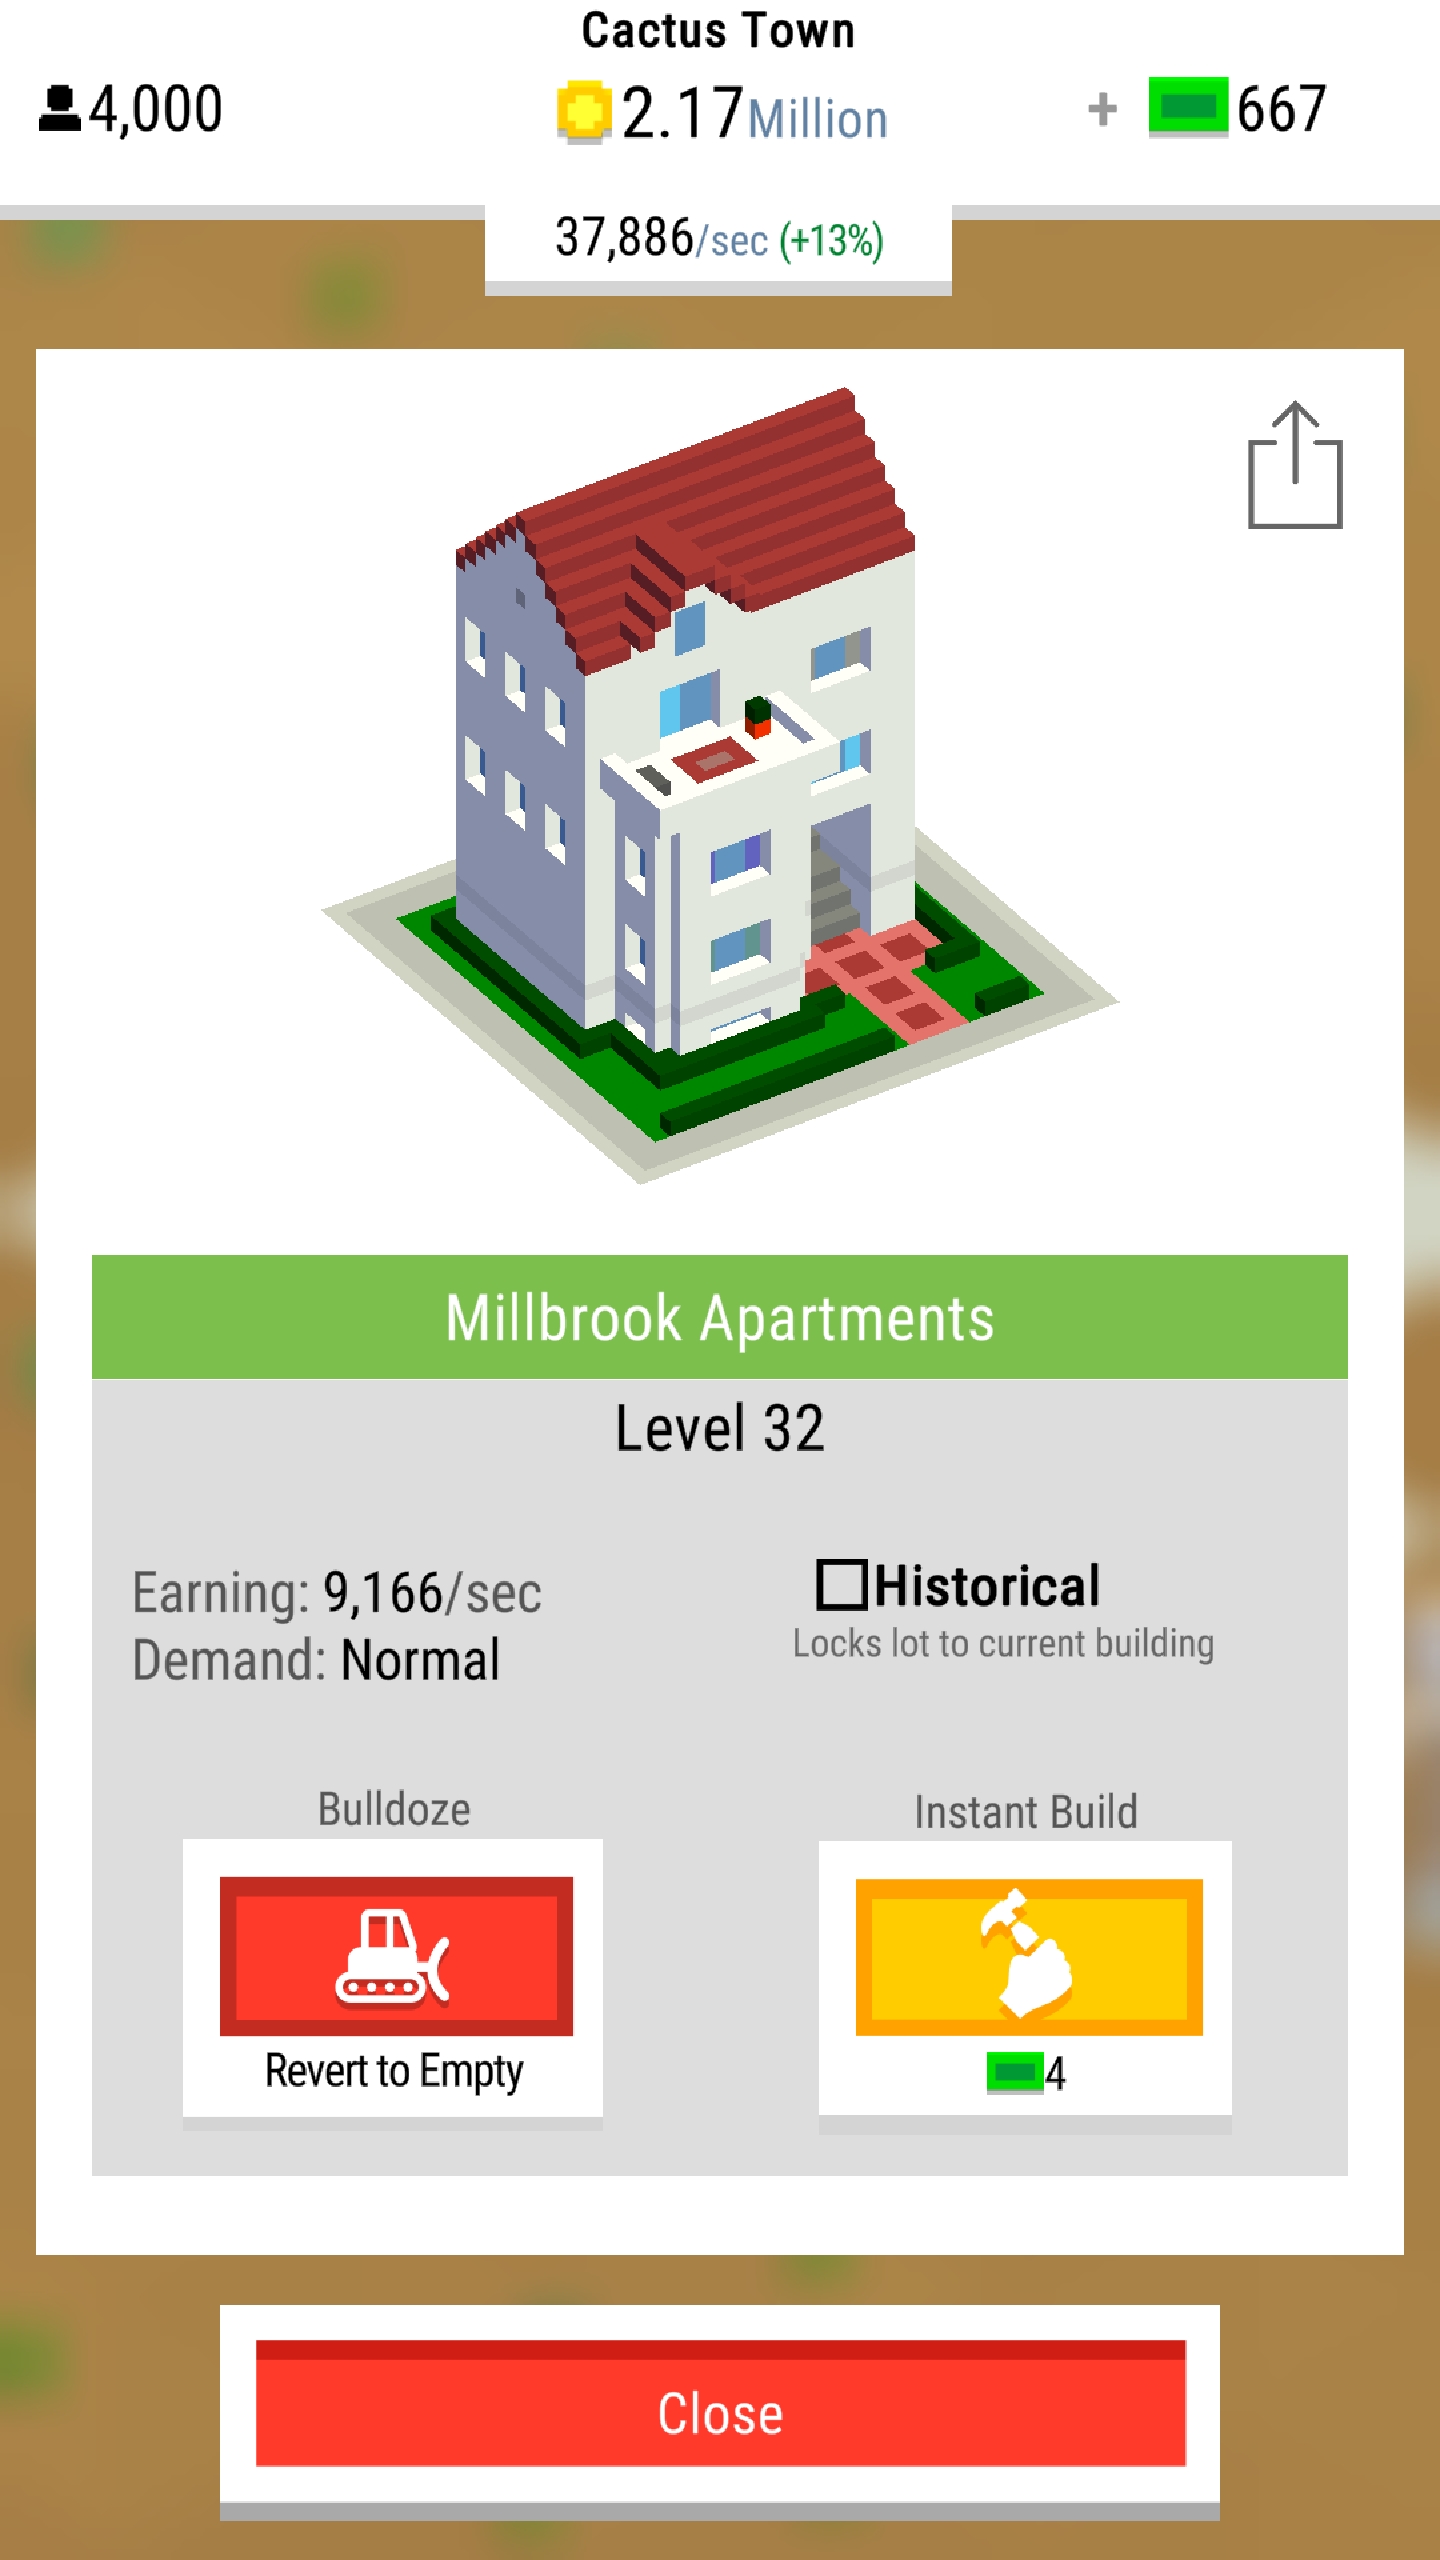 Cactus Town
4,000
2.17Million
+ 667
37,886/sec (+13%)
Millbrook Apartments
Level 32
Earning: 9,166/sec
Demand: Normal
Historical
Locks lot to current building
Bulldoze
Revert to Empty
Instant Build
4
Close